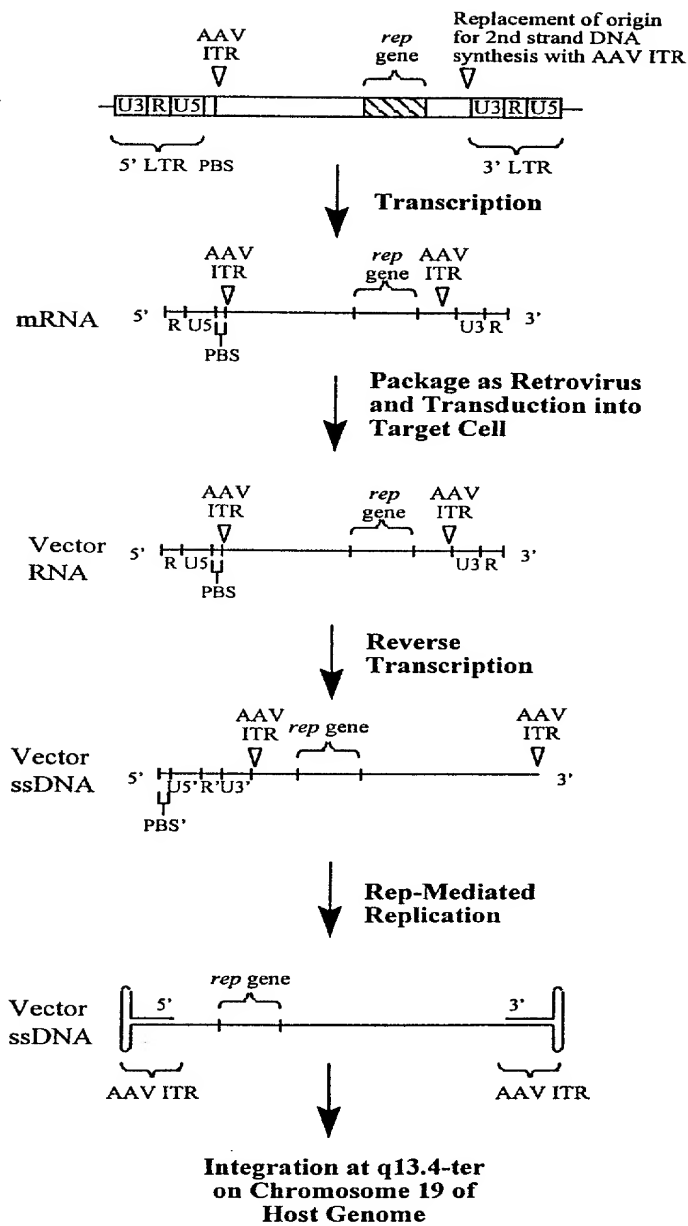 AAV
ITR
rep
gene
Replacement of origin
for 2nd strand DNA
synthesis with AAV ITR
U3 R U5
U3 R U5
5' LTR PBS
3' LTR
Transcription
AAV
ITR
rep
gene
AAV
ITR
mRNA
5'
R U5
PBS
U3 R
3'
Package as Retrovirus
and Transduction into
Target Cell
AAV
ITR
rep
gene
AAV
ITR
Vector
RNA
5'
R U5
PBS
U3 R
3'
Reverse
Transcription
AAV
ITR
rep gene
AAV
ITR
Vector
ssDNA
5'
U5' R' U3'
PBS'
3'
Rep-Mediated
Replication
rep gene
Vector
ssDNA
5'
3'
AAV ITR
AAV ITR
Integration at q13.4-ter
on Chromosome 19 of
Host Genome